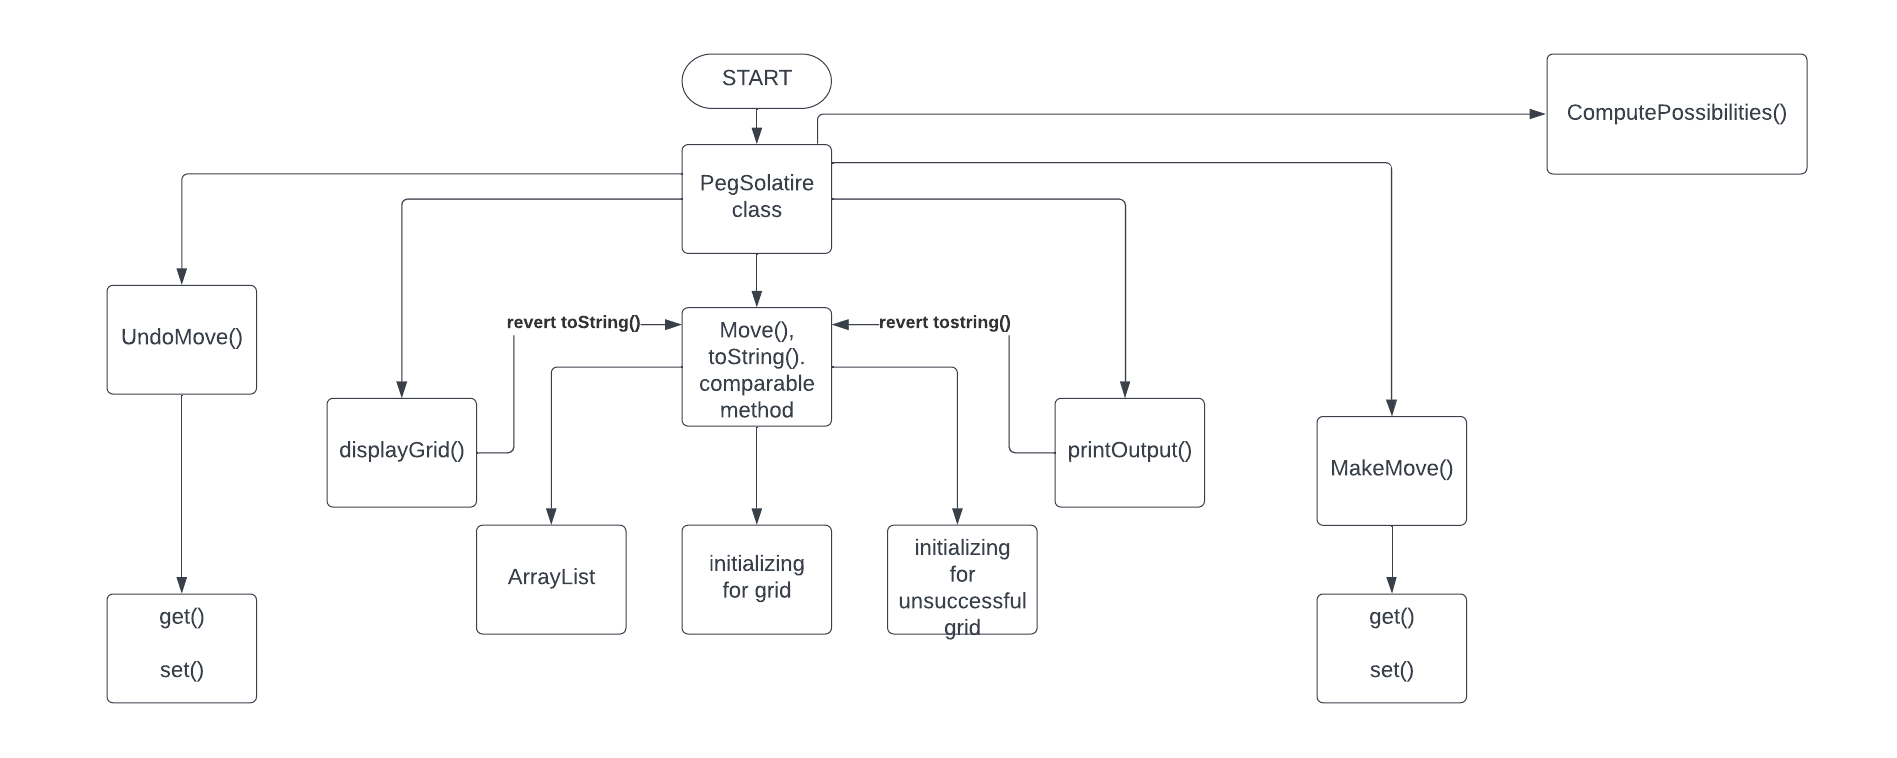 START
ComputePossibilities()
PegSolatire
class
UndoMove()
revert toString()
revert tostring()
Move(),
toString().
comparable
method
displayGrid()
printOutput()
MakeMove()
ArrayList
initializing
for grid
initializing
for
unsuccessful
grid
get()
set()
get()
set()